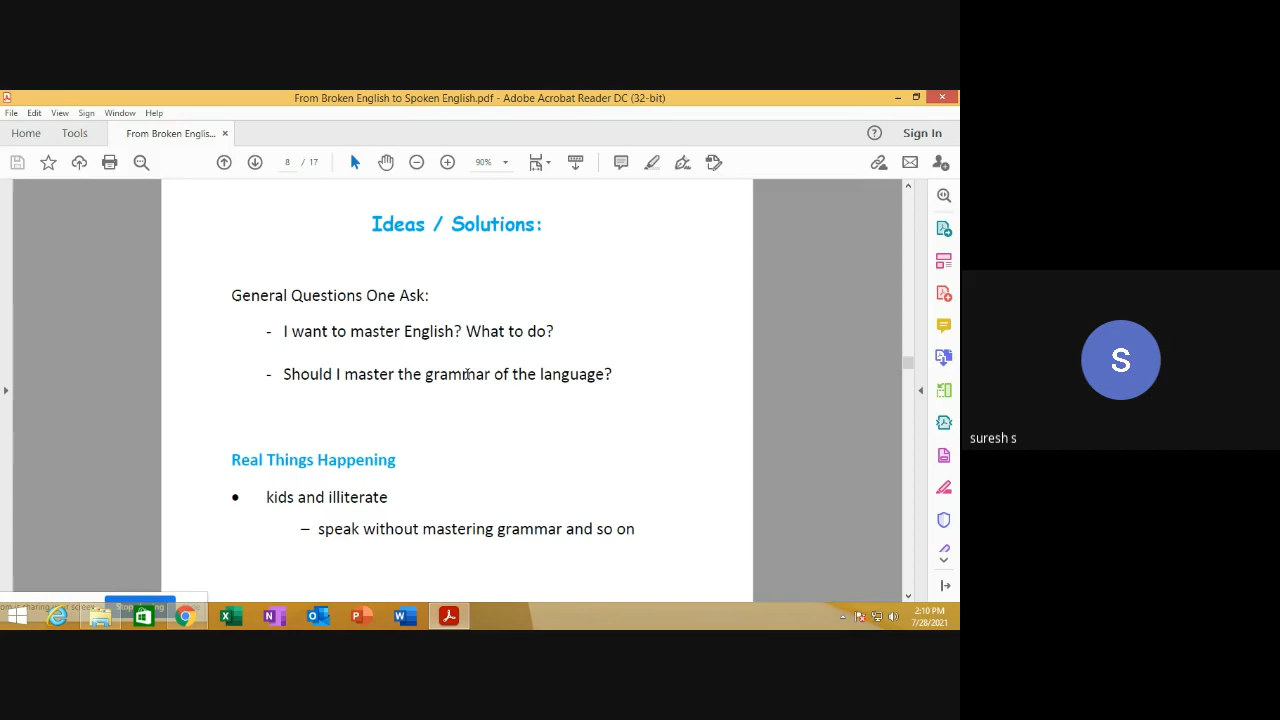 From Broken English to Spoken English.pdf - Adobe Acrobat Reader DC (32-bit)
File Edit View Sign Window Help
Home Tools From Broken Englis... × Sign In
8 / 17 90%
Ideas / Solutions:
General Questions One Ask:
- I want to master English? What to do?
- Should I master the grammar of the language?
Real Things Happening
• kids and illiterate
– speak without mastering grammar and so on
S
suresh s
2:10 PM
7/28/2021